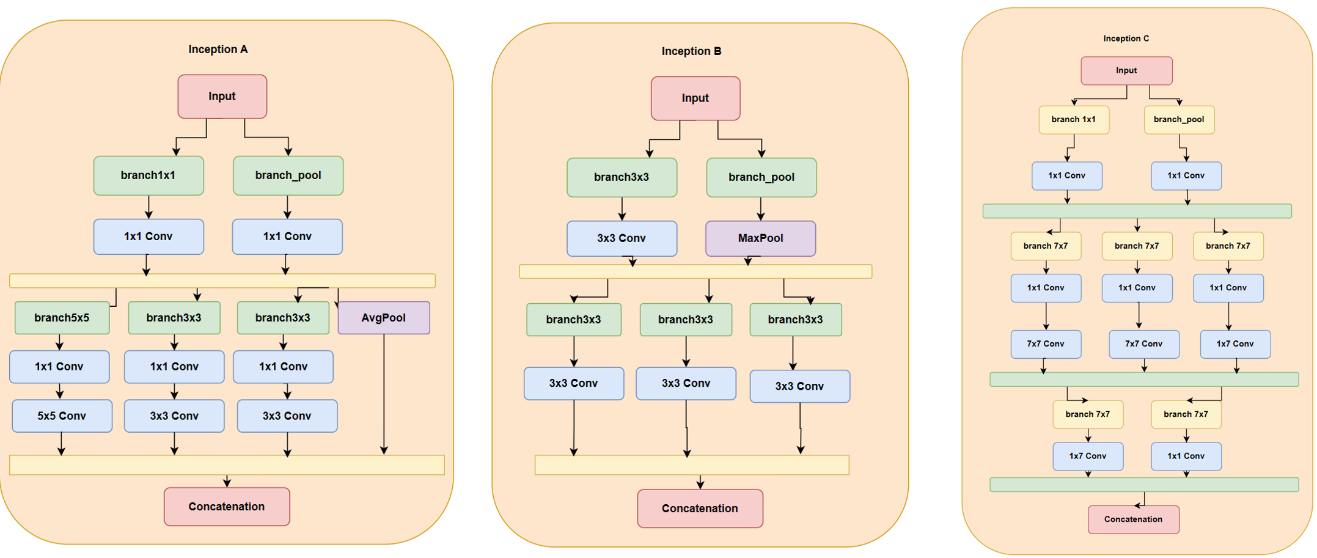 Inception A
Input
branch1x1
branch_pool
1x1 Conv
1x1 Conv
branch5x5
branch3x3
branch3x3
AvgPool
1x1 Conv
1x1 Conv
1x1 Conv
5x5 Conv
3x3 Conv
3x3 Conv
Concatenation
Inception B
Input
branch3x3
branch_pool
3x3 Conv
MaxPool
branch3x3
branch3x3
branch3x3
3x3 Conv
3x3 Conv
3x3 Conv
Concatenation
Inception C
Input
branch 1x1
branch_pool
1x1 Conv
1x1 Conv
branch 7x7
branch 7x7
branch 7x7
1x1 Conv
1x1 Conv
1x1 Conv
7x7 Conv
7x7 Conv
1x7 Conv
branch 7x7
branch 7x7
1x7 Conv
1x1 Conv
Concatenation